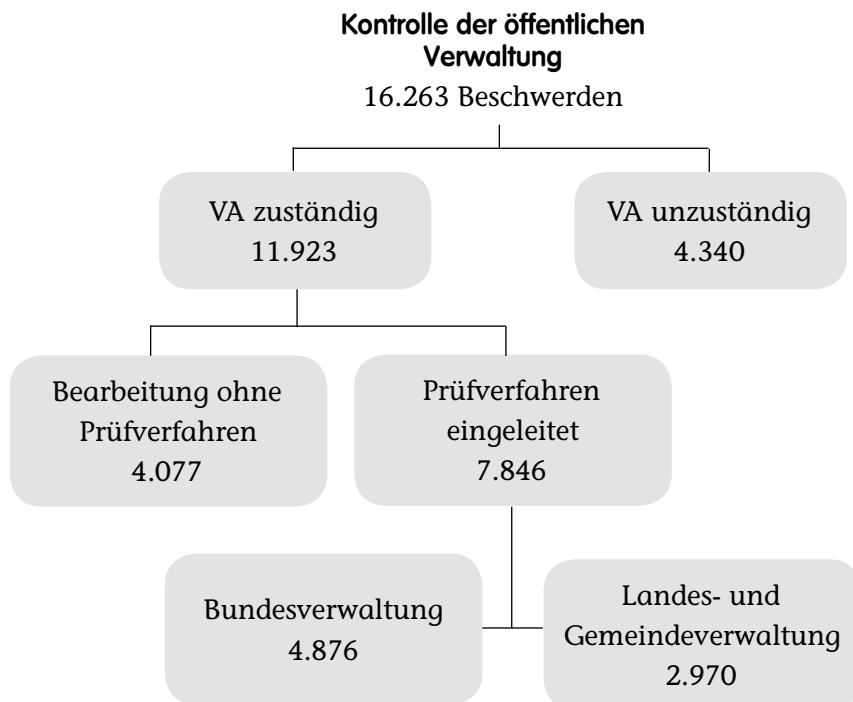 Kontrolle der öffentlichen
Verwaltung
16.263 Beschwerden
VA zuständig
11.923
VA unzuständig
4.340
Bearbeitung ohne
Prüfverfahren
4.077
Prüfverfahren
eingeleitet
7.846
Bundesverwaltung
4.876
Landes- und
Gemeindeverwaltung
2.970